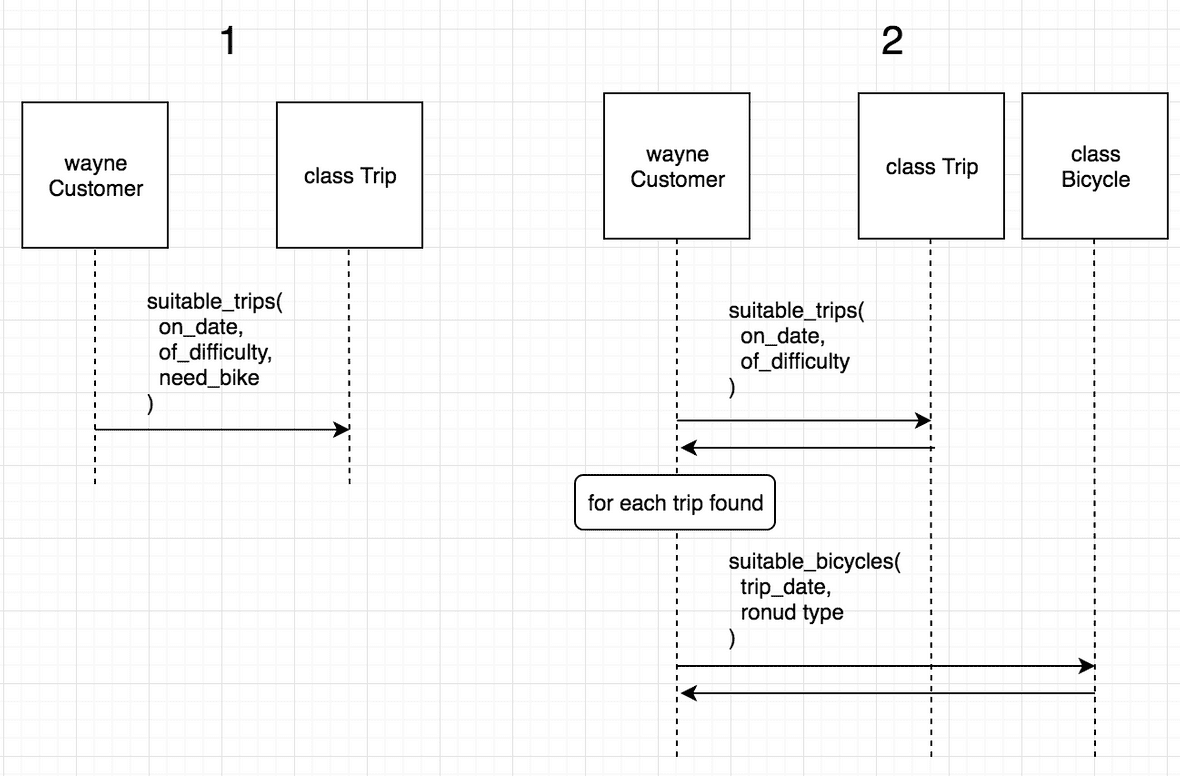 1
wayne
Customer
class Trip
suitable_trips(
on_date,
of_difficulty,
need_bike
)
2
wayne
Customer
class Trip
class
Bicycle
suitable_trips(
on_date,
of_difficulty
)
for each trip found
suitable_bicycles(
trip_date,
ronud type
)